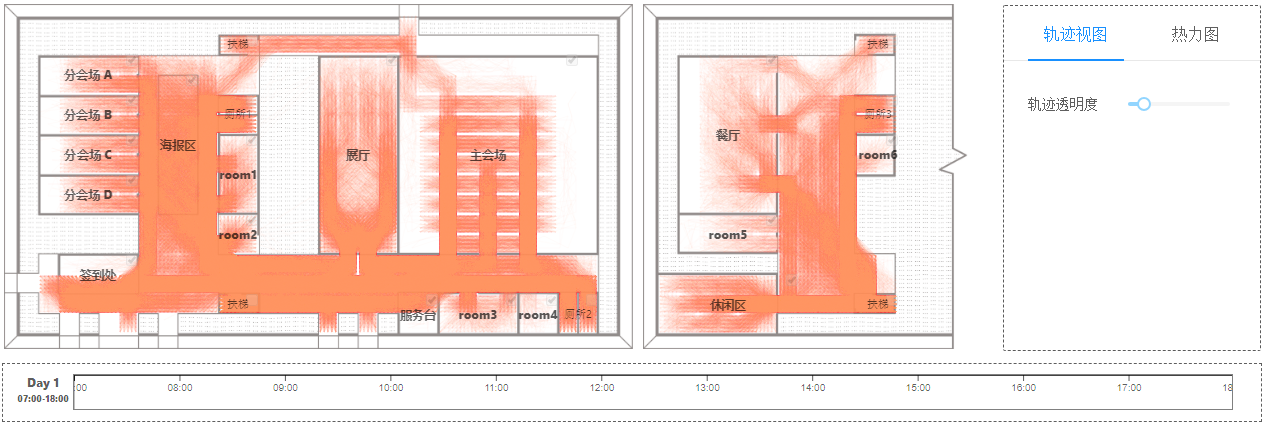 扶梯
分会场 A
分会场 B
分会场 C
分会场 D
海报区
厕所1
room1
room2
展厅
主会场
签到处
扶梯
服务台
room3
room4
厕所2
扶梯
餐厅
厕所3
room6
room5
休闲区
扶梯
轨迹视图 热力图
轨迹透明度
Day 1
07:00-18:00
:00 08:00 09:00 10:00 11:00 12:00 13:00 14:00 15:00 16:00 17:00 18